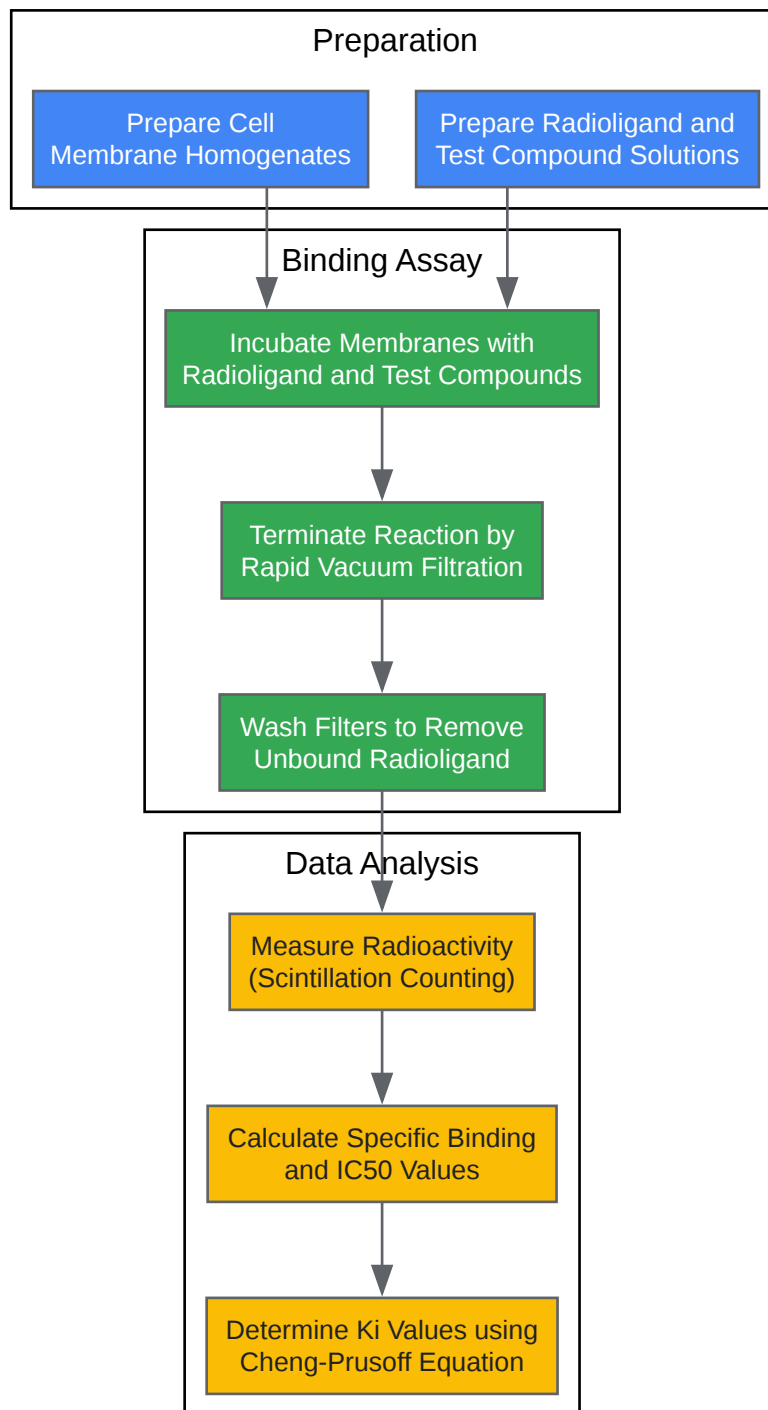 Preparation
Prepare Cell
Membrane Homogenates
Prepare Radioligand and
Test Compound Solutions
Binding Assay
Incubate Membranes with
Radioligand and Test Compounds
Terminate Reaction by
Rapid Vacuum Filtration
Wash Filters to Remove
Unbound Radioligand
Data Analysis
Measure Radioactivity
(Scintillation Counting)
Calculate Specific Binding
and IC50 Values
Determine Ki Values using
Cheng-Prusoff Equation